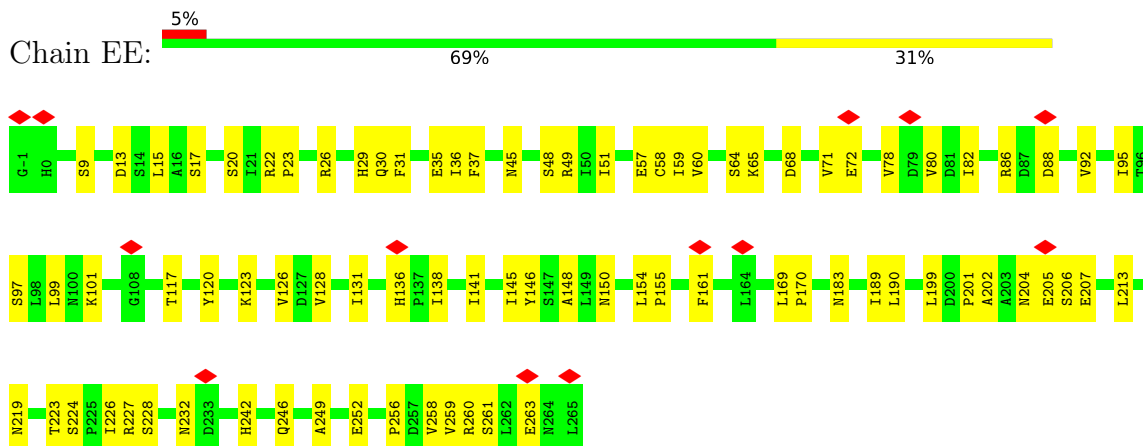 5%
Chain EE:
69% 31%
G-1 H0 S9 D13 S14 L15 A16 S17 S20 I21 R22 P23 R26 H29 Q30 F31 E35 I36 F37 N45 S48 R49 I50 I51 E57 C58 I59 V60 S64 K65 D68 V71 E72 V78 D79 V80 D81 I82 R86 D87 D88 V92 I95 T96
S97 L98 L99 N100 K101 G108 T117 Y120 K123 V126 D127 V128 I131 H136 P137 I138 I141 I145 Y146 S147 A148 L149 N150 L154 P155 F161 L164 L169 P170 N183 I189 L190 L199 D200 P201 A202 A203 N204 E205 S206 E207 L213
N219 T223 S224 P225 I226 R227 S228 N232 D233 H242 Q246 A249 E252 P256 D257 V258 V259 R260 S261 L262 E263 N264 L265